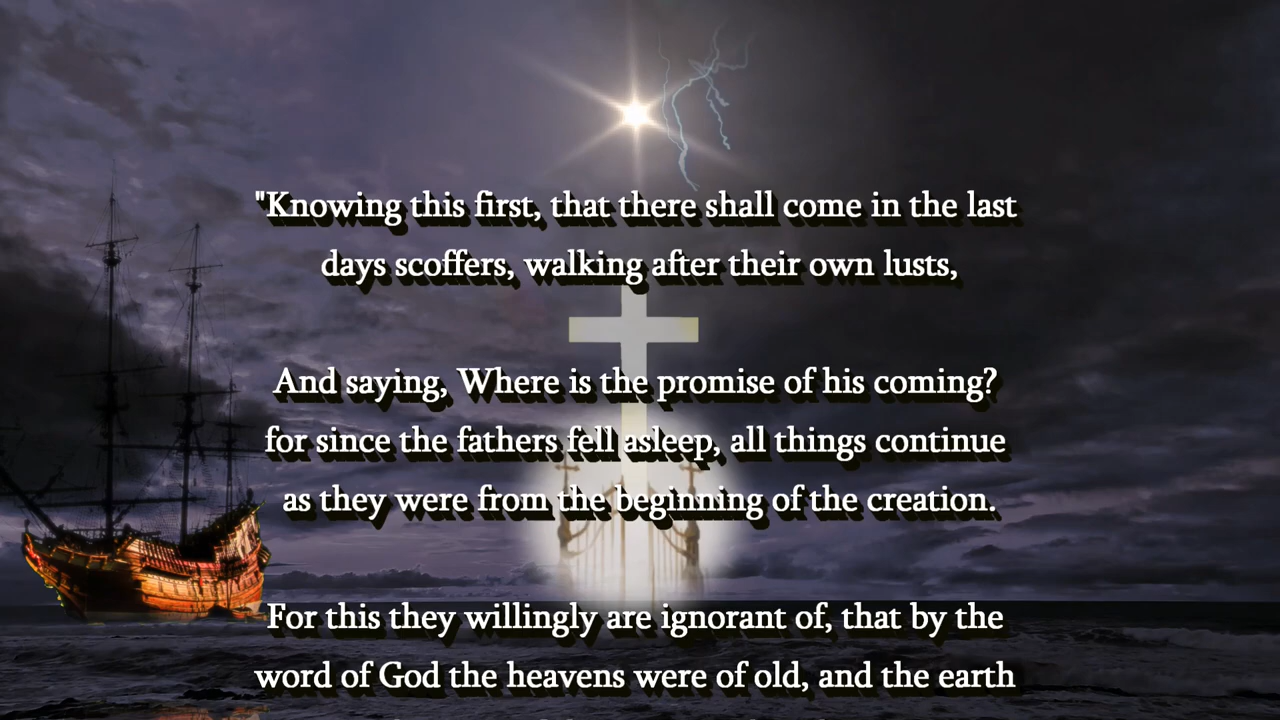 "Knowing this first, that there shall come in the last
days scoffers, walking after their own lusts,
And saying, Where is the promise of his coming?
for since the fathers fell asleep, all things continue
as they were from the beginning of the creation.
For this they willingly are ignorant of, that by the
word of God the heavens were of old, and the earth